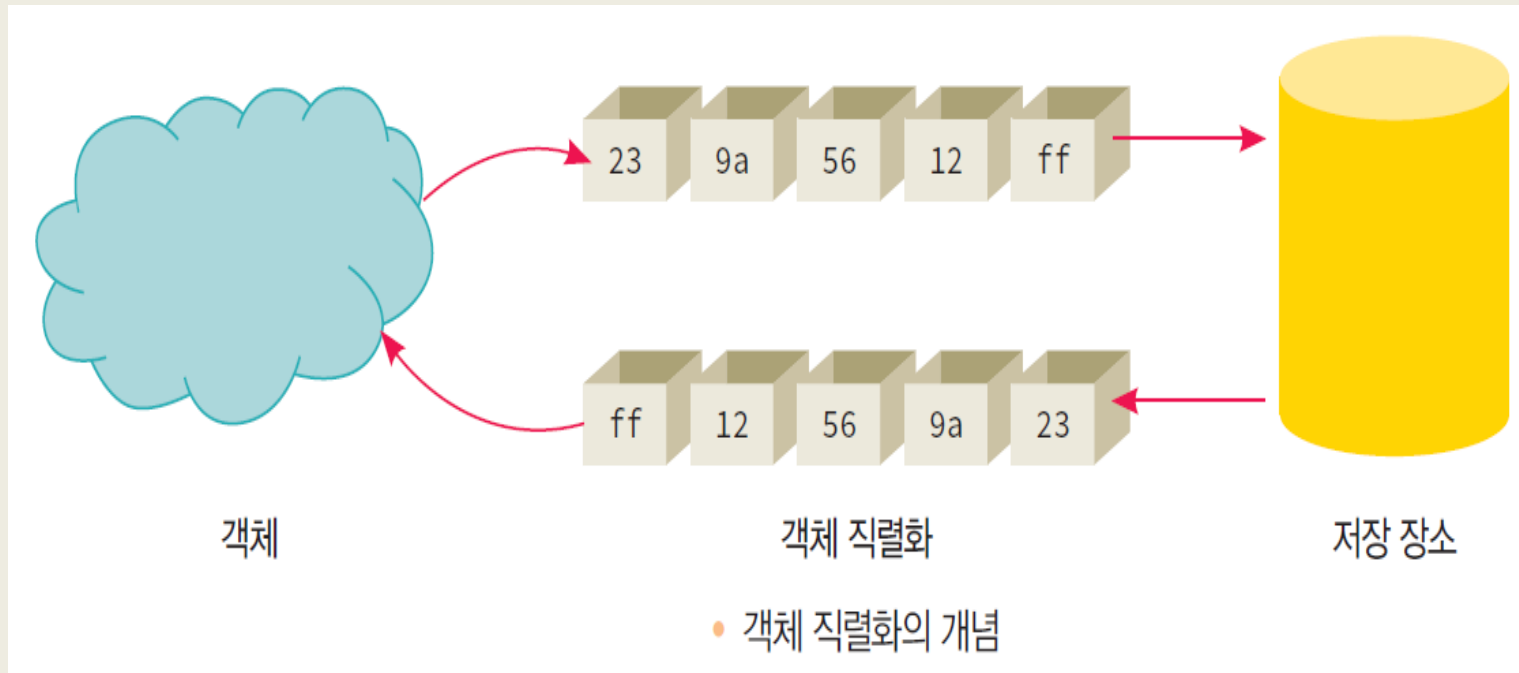 23 9a 56 12 ff
ff 12 56 9a 23
객체 객체 직렬화 저장 장소
• 객체 직렬화의 개념